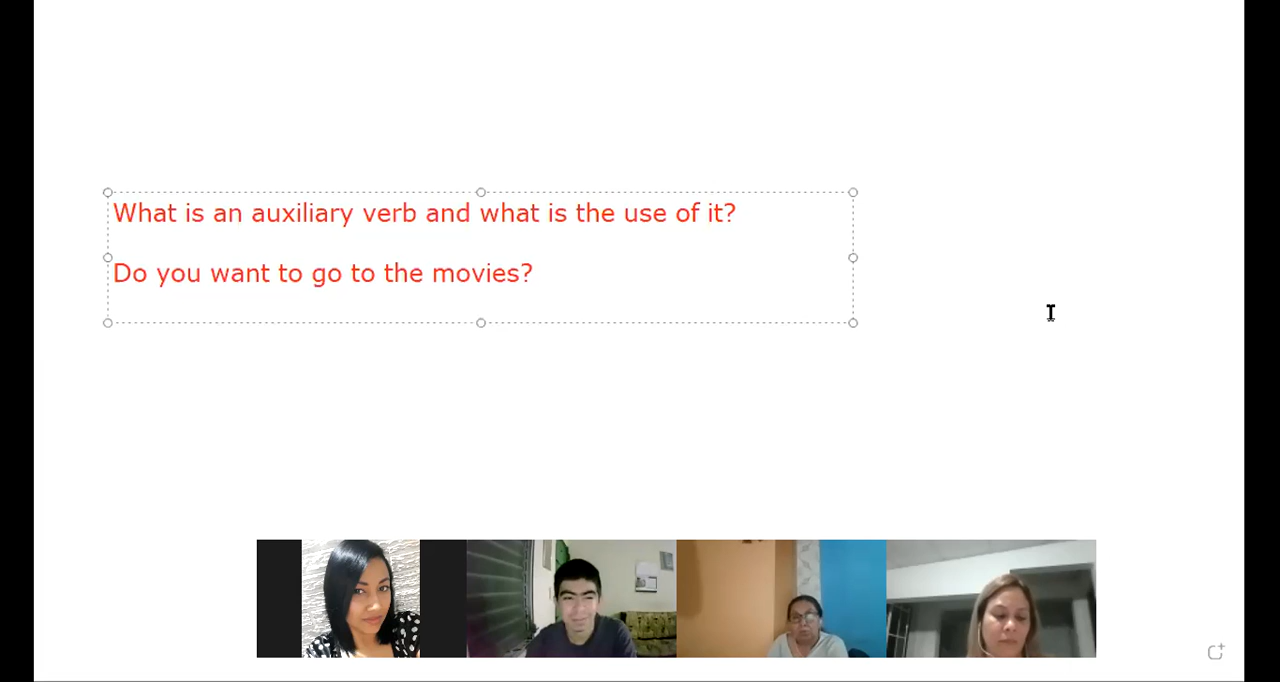 What is an auxiliary verb and what is the use of it?
Do you want to go to the movies?